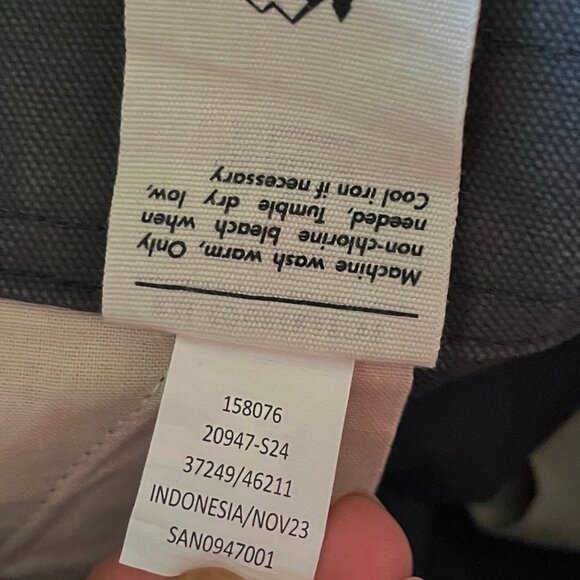 Machine wash warm, Only
non-chlorine bleach when
needed, Tumble dry low,
Cool iron if necessary
158076
20947-S24
37249/46211
INDONESIA/NOV23
SAN0947001